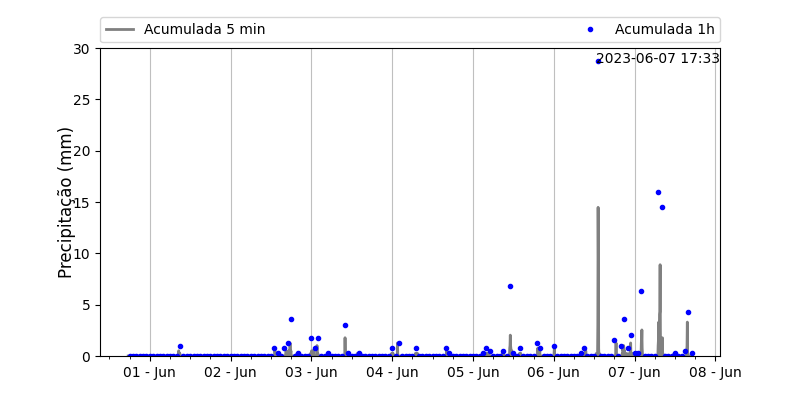 Acumulada 5 min
Acumulada 1h
2023-06-07 17:33
Precipitação (mm)
30
25
20
15
10
5
0
01 - Jun
02 - Jun
03 - Jun
04 - Jun
05 - Jun
06 - Jun
07 - Jun
08 - Jun